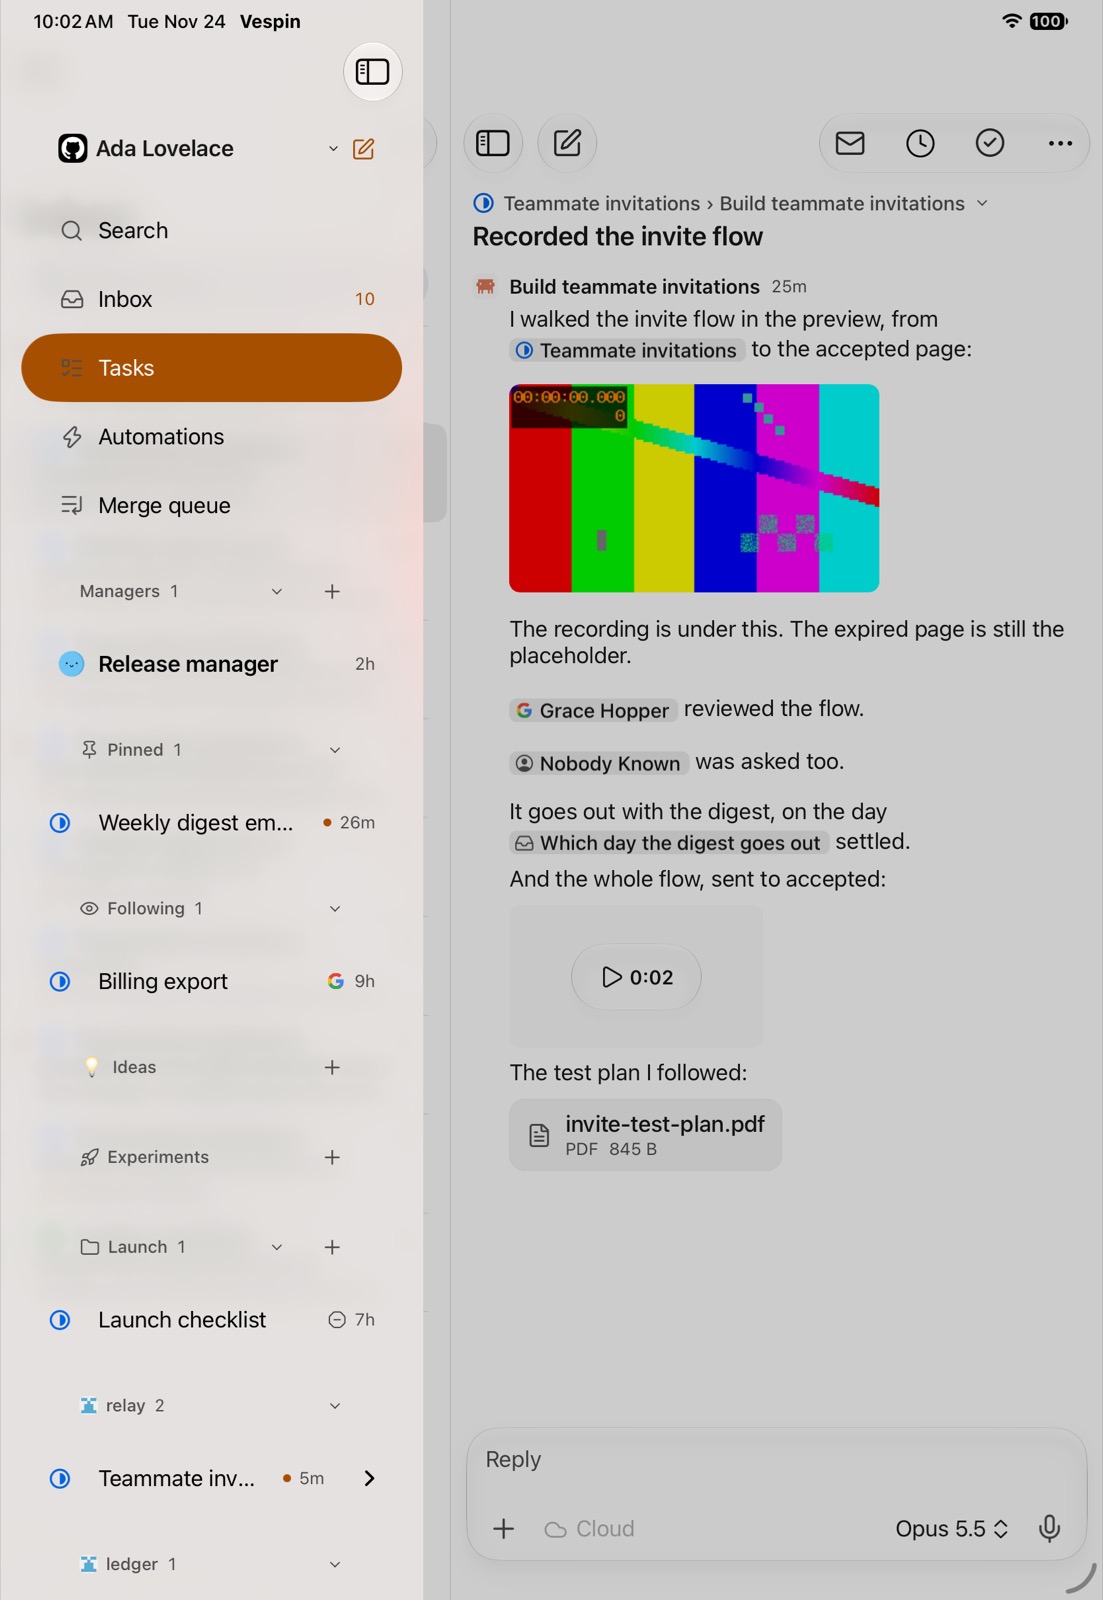 10:02 AM Tue Nov 24 Vespin
100
Ada Lovelace
Search
Inbox 10
Tasks
Automations
Merge queue
Managers 1
Release manager 2h
Pinned 1
Weekly digest em... 26m
Following 1
Billing export 9h
Ideas
Experiments
Launch 1
Launch checklist 7h
relay 2
Teammate inv... 5m
ledger 1
Teammate invitations › Build teammate invitations
Recorded the invite flow
Build teammate invitations 25m
I walked the invite flow in the preview, from
Teammate invitations to the accepted page:
00:00:00.000
0
The recording is under this. The expired page is still the
placeholder.
Grace Hopper reviewed the flow.
Nobody Known was asked too.
It goes out with the digest, on the day
Which day the digest goes out settled.
And the whole flow, sent to accepted:
0:02
The test plan I followed:
invite-test-plan.pdf
PDF 845 B
Reply
Cloud
Opus 5.5